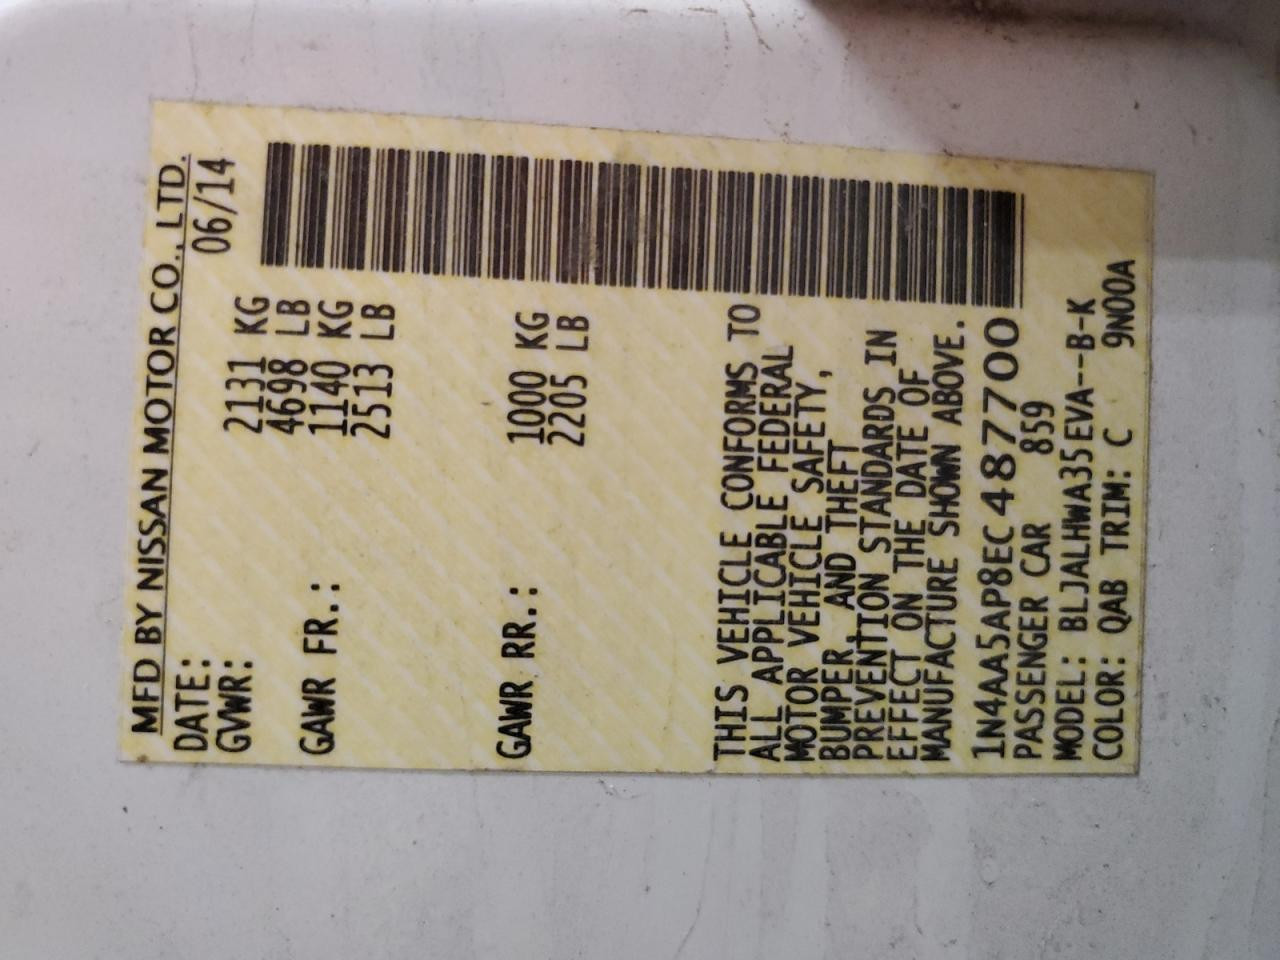 MFD BY NISSAN MOTOR CO., LTD.
DATE: 06/14
GVWR: 2131 KG
4698 LB
GAWR FR.: 1140 KG
2513 LB
GAWR RR.: 1000 KG
2205 LB
THIS VEHICLE CONFORMS TO
ALL APPLICABLE FEDERAL
MOTOR VEHICLE SAFETY,
BUMPER, AND THEFT
PREVENTION STANDARDS IN
EFFECT ON THE DATE OF
MANUFACTURE SHOWN ABOVE.
1N4AA5AP8EC487700
PASSENGER CAR 859
MODEL: BLJALHWA35EVA---B-K
COLOR: QAB TRIM: C 9N00A